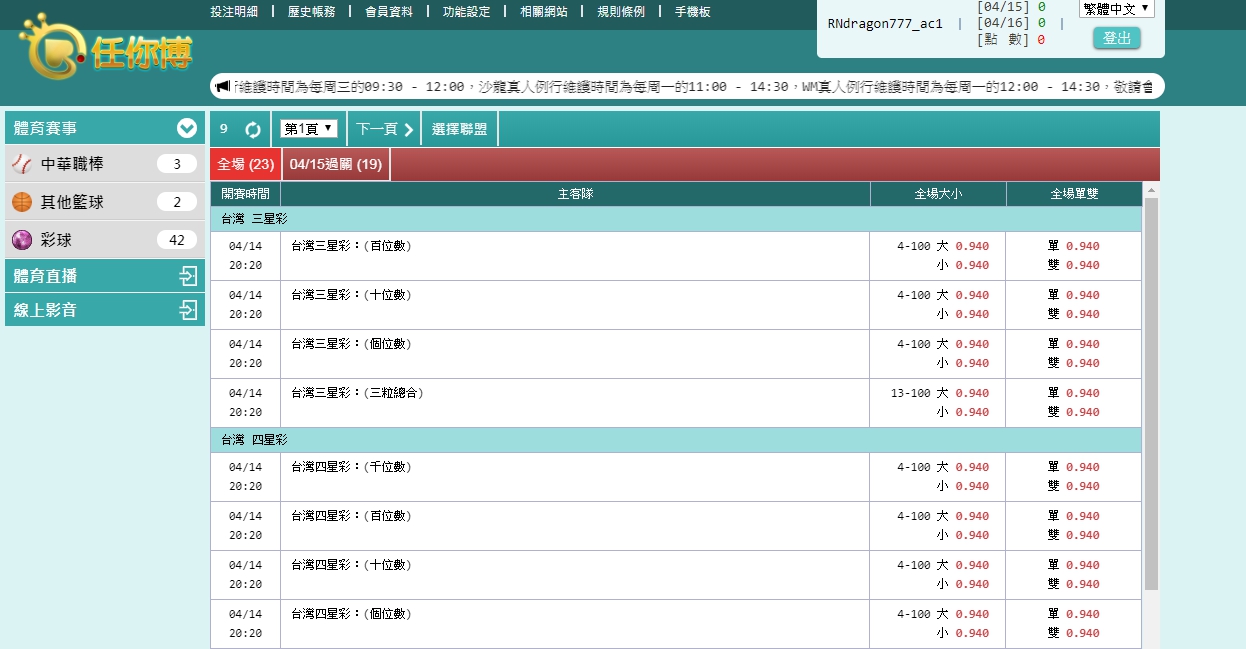 投注明細 | 歷史帳務 | 會員資料 | 功能設定 | 相關網站 | 規則條例 | 手機板
RNdragon777_ac1 |
[04/15] 0
[04/16] 0 |
[點 數] 0
繁體中文
登出
任你博
維護時間為每周三的09:30 - 12:00，沙龍真人例行維護時間為每周一的11:00 - 14:30，WM真人例行維護時間為每周一的12:00 - 14:30，敬請會
體育賽事
中華職棒 3
其他籃球 2
彩球 42
體育直播
線上影音
9 第1頁 下一頁 選擇聯盟
全場 (23) 04/15過關 (19)
開賽時間 主客隊 全場大小 全場單雙
台灣 三星彩
04/14 台灣三星彩：(百位數) 4-100 大 0.940 單 0.940
20:20 小 0.940 雙 0.940
04/14 台灣三星彩：(十位數) 4-100 大 0.940 單 0.940
20:20 小 0.940 雙 0.940
04/14 台灣三星彩：(個位數) 4-100 大 0.940 單 0.940
20:20 小 0.940 雙 0.940
04/14 台灣三星彩：(三粒總合) 13-100 大 0.940 單 0.940
20:20 小 0.940 雙 0.940
台灣 四星彩
04/14 台灣四星彩：(千位數) 4-100 大 0.940 單 0.940
20:20 小 0.940 雙 0.940
04/14 台灣四星彩：(百位數) 4-100 大 0.940 單 0.940
20:20 小 0.940 雙 0.940
04/14 台灣四星彩：(十位數) 4-100 大 0.940 單 0.940
20:20 小 0.940 雙 0.940
04/14 台灣四星彩：(個位數) 4-100 大 0.940 單 0.940
20:20 小 0.940 雙 0.940